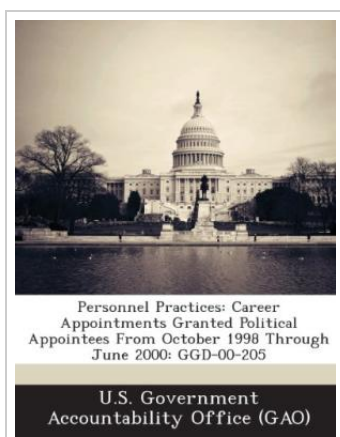 Personnel Practices: Career
Appointments Granted Political
Appointees From October 1998 Through
June 2000: GGD-00-205
U.S. Government
Accountability Office (GAO)